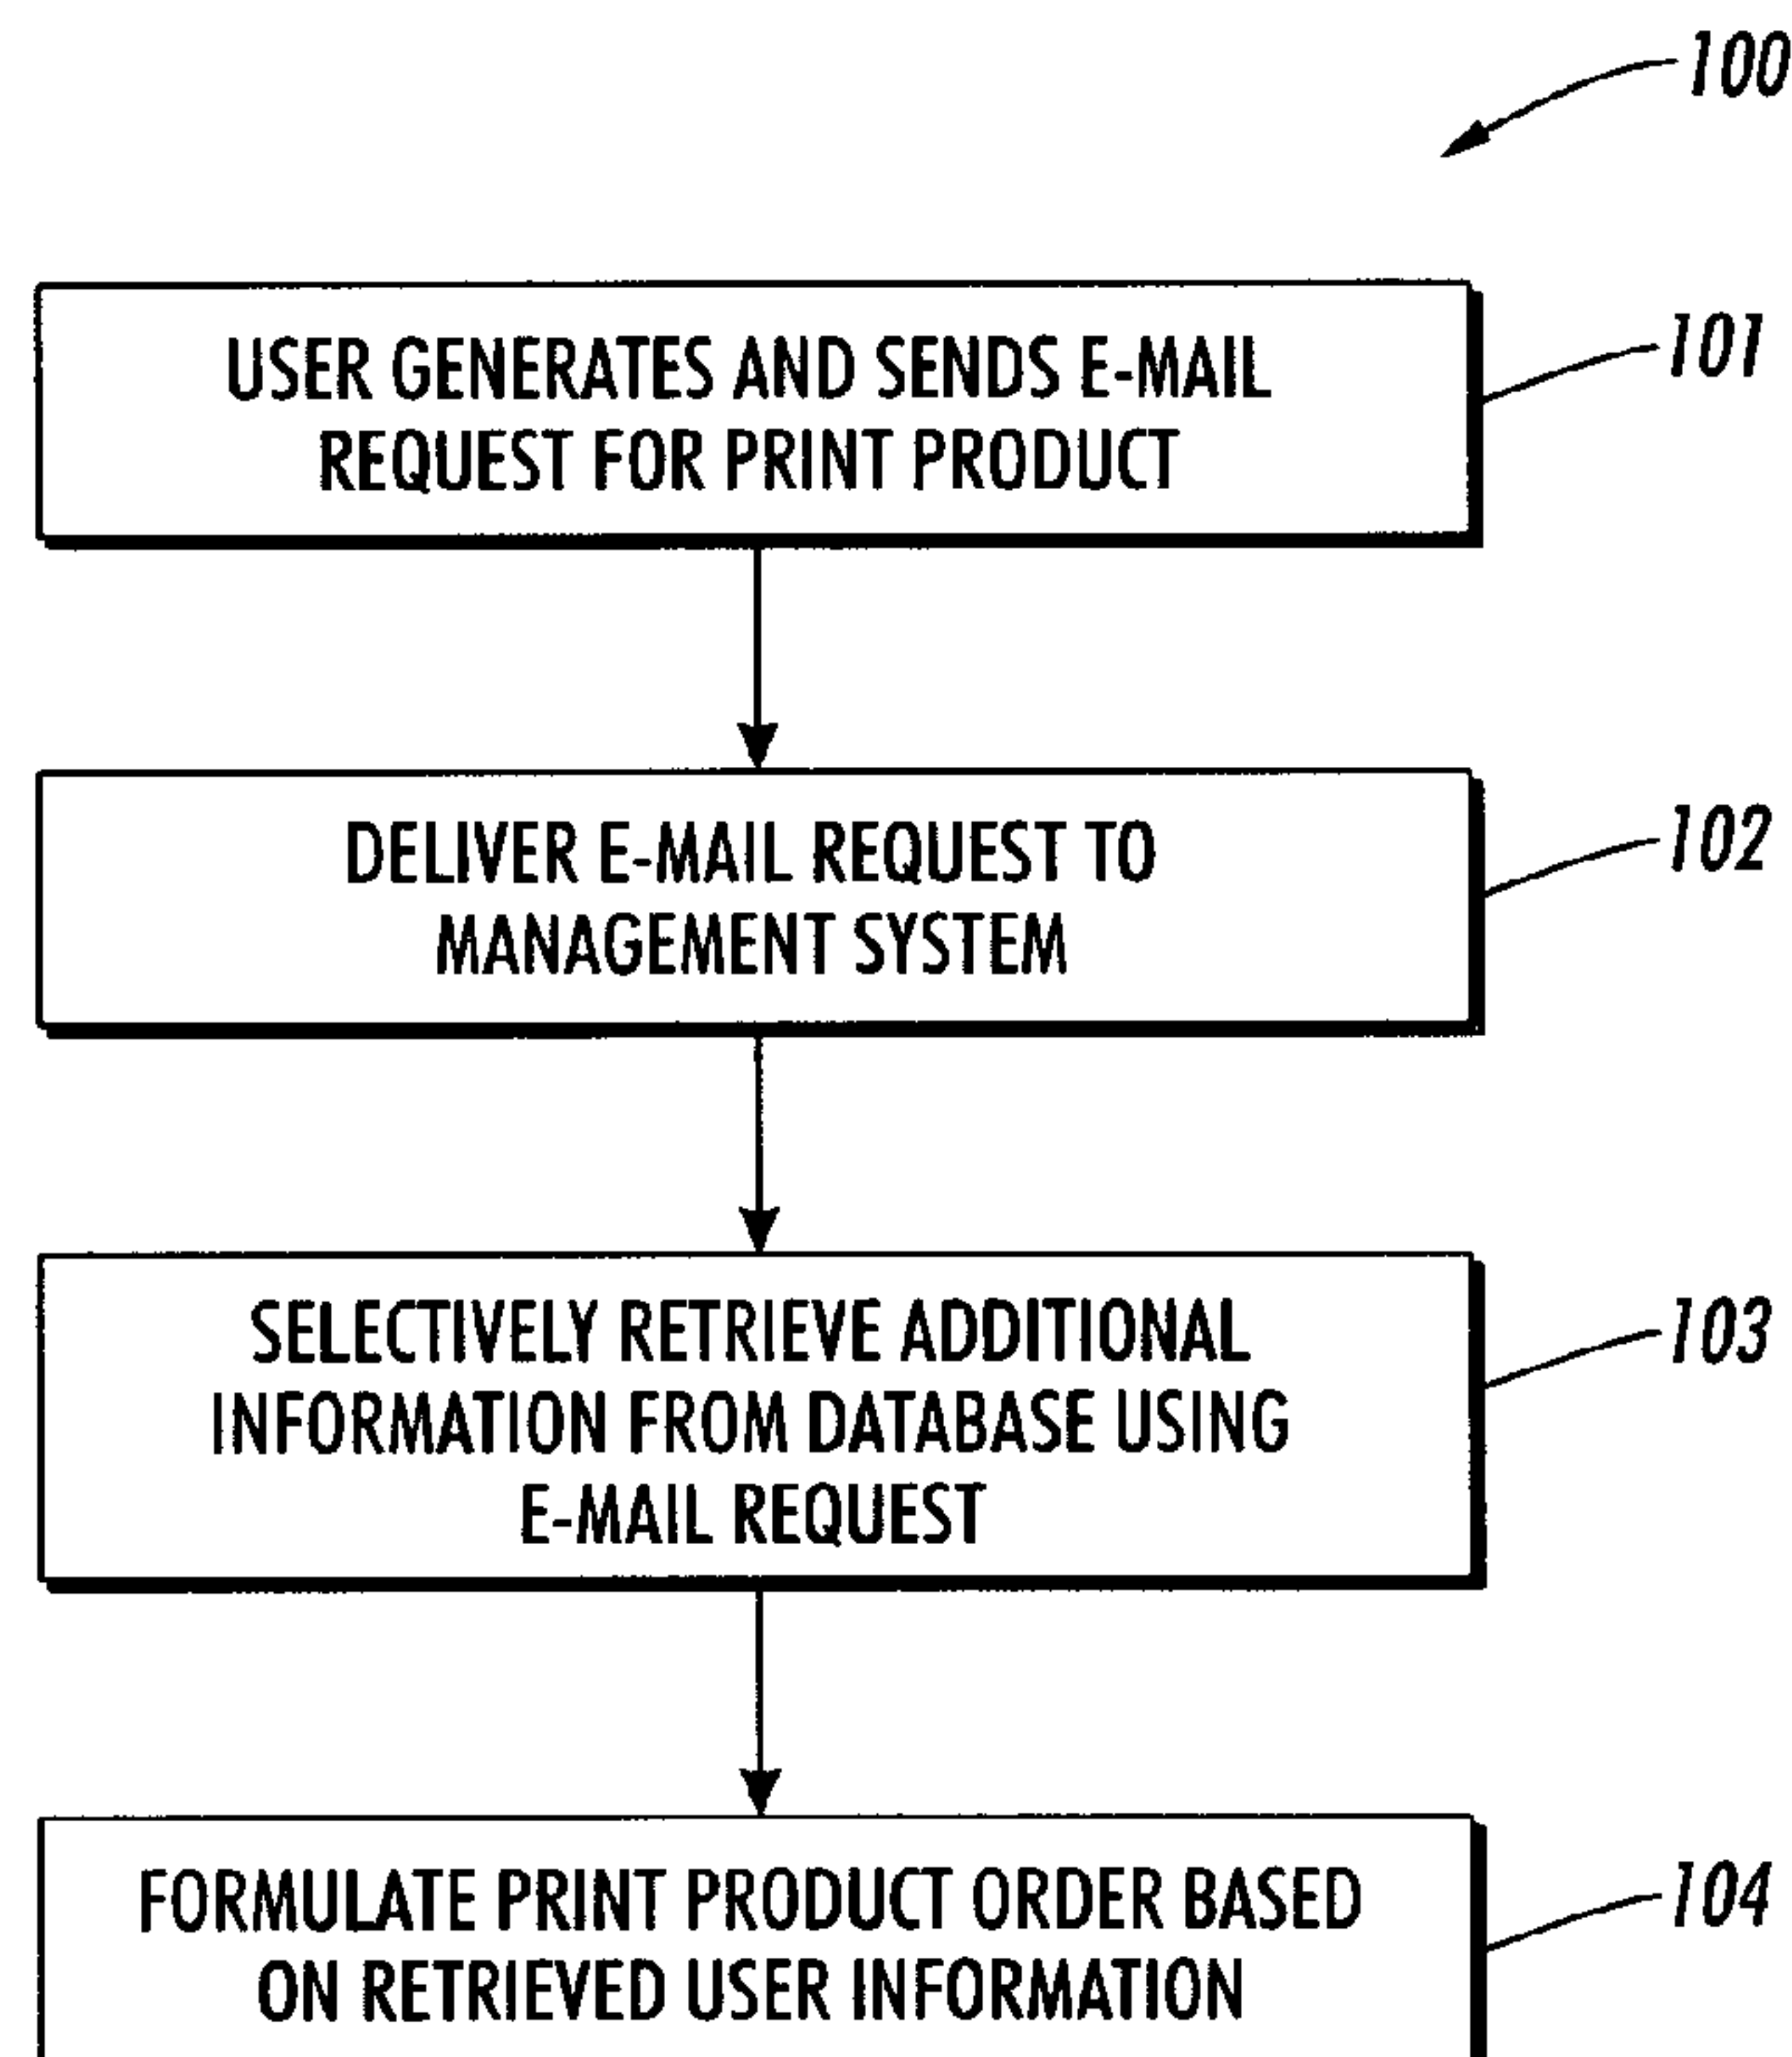 100
USER GENERATES AND SENDS E-MAIL
REQUEST FOR PRINT PRODUCT
101
DELIVER E-MAIL REQUEST TO
MANAGEMENT SYSTEM
102
SELECTIVELY RETRIEVE ADDITIONAL
INFORMATION FROM DATABASE USING
E-MAIL REQUEST
103
FORMULATE PRINT PRODUCT ORDER BASED
ON RETRIEVED USER INFORMATION
104